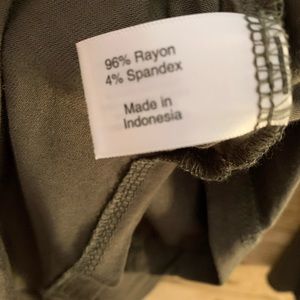 96% Rayon
4% Spandex
Made in
Indonesia